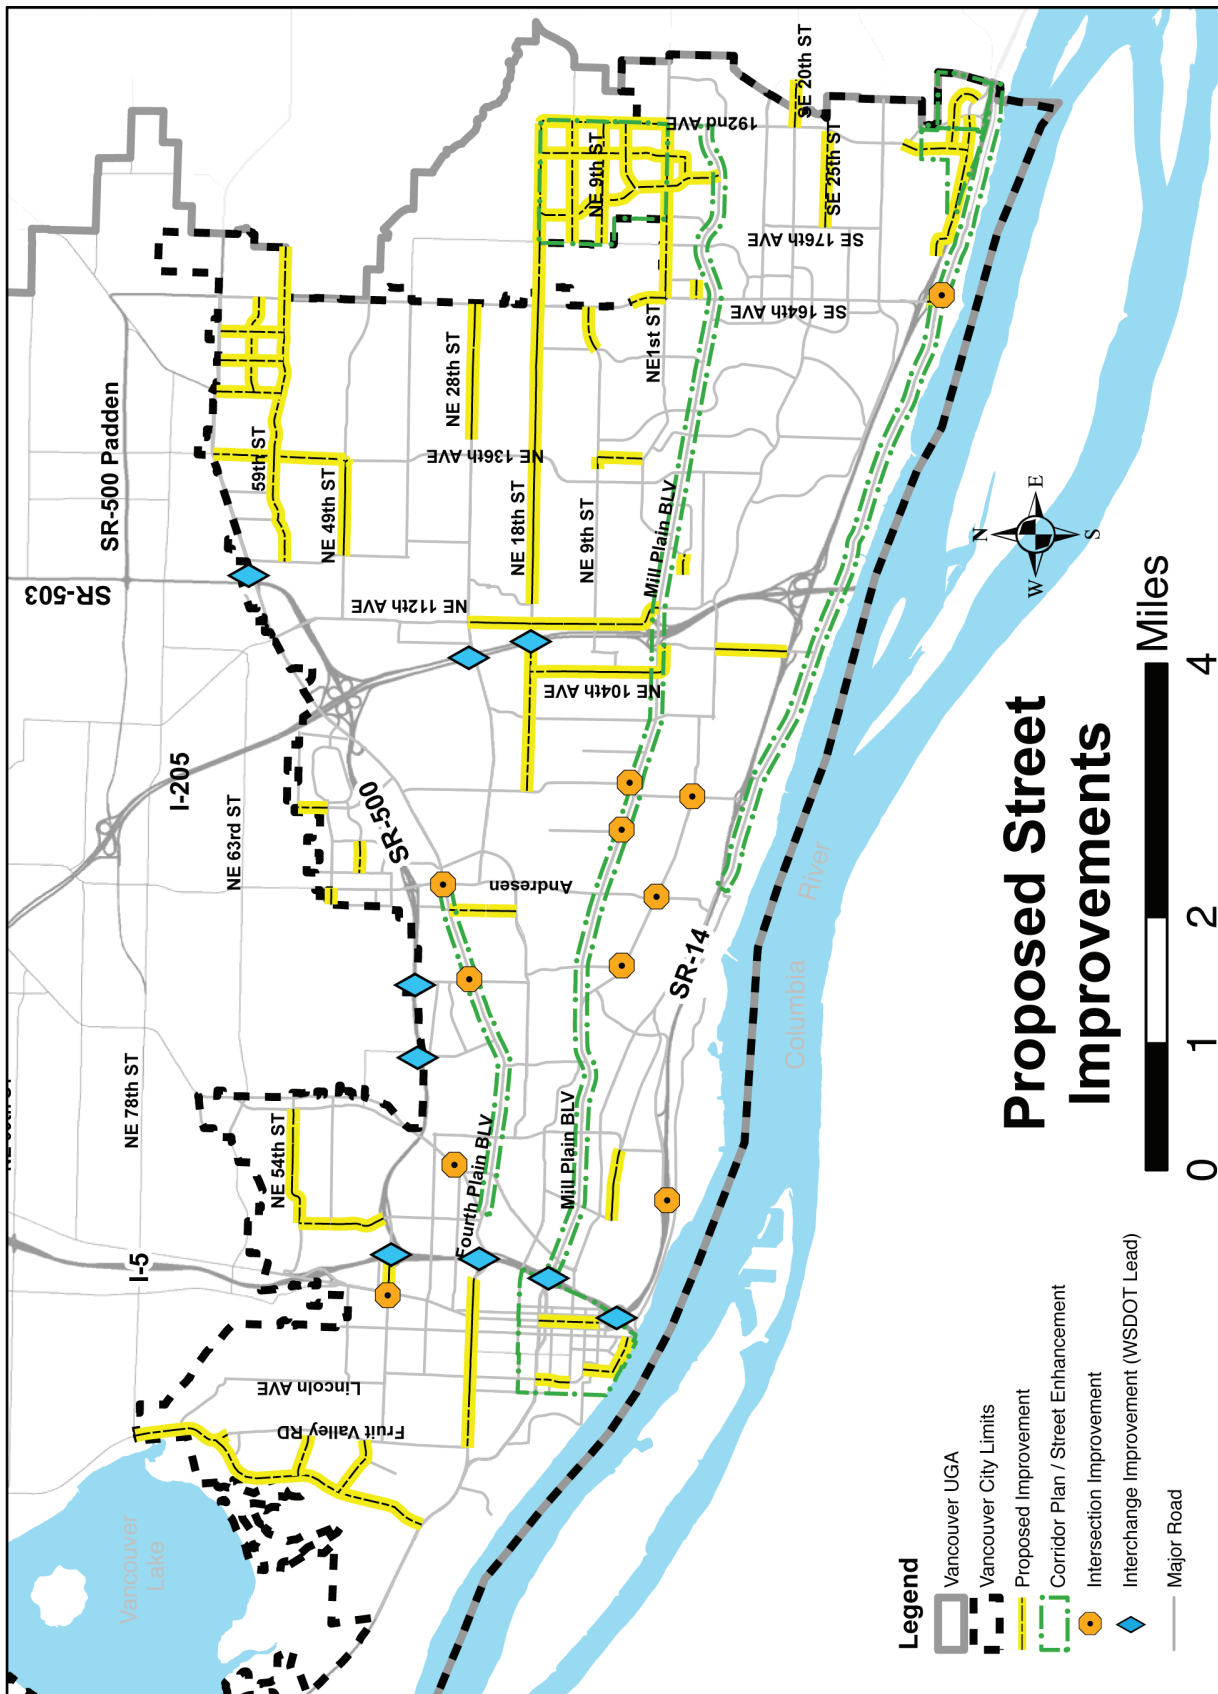 SR-503
SR-500 Padden
I-205
I-5
NE 78th ST
NE 63rd ST
59th ST
NE 54th ST
NE 49th ST
NE 28th ST
NE 136th AVE
NE 18th ST
NE 9th ST
NE 9th ST
NE1st ST
192nd AVE
SE 20th ST
SE 25th ST
SE 176th AVE
SE 164th AVE
NE 112th AVE
NE 104th AVE
Mill Plain BLV
SR-500
Andresen
Fourth Plain BLV
Mill Plain BLV
SR-14
Lincoln AVE
Fruit Valley RD
Vancouver
Lake
Columbia
River
N
E
S
W
Proposed Street
Improvements
0
1
2
4
Miles
Legend
Vancouver UGA
Vancouver City Limits
Proposed Improvement
Corridor Plan / Street Enhancement
Intersection Improvement
Interchange Improvement (WSDOT Lead)
Major Road